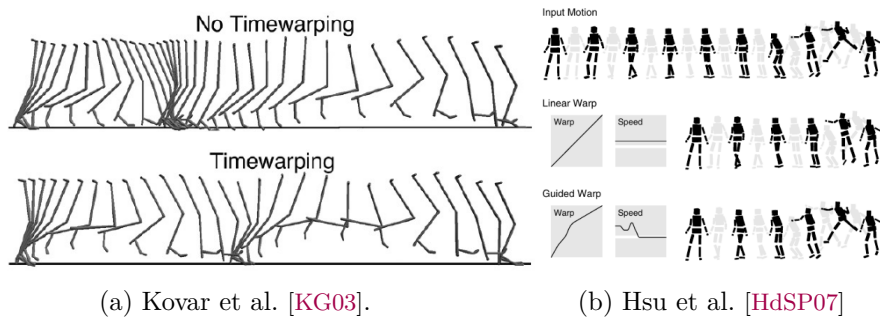 No Timewarping
Timewarping
(a) Kovar et al. [KG03].
Input Motion
Linear Warp
Warp
Speed
Guided Warp
Warp
Speed
(b) Hsu et al. [HdSP07]